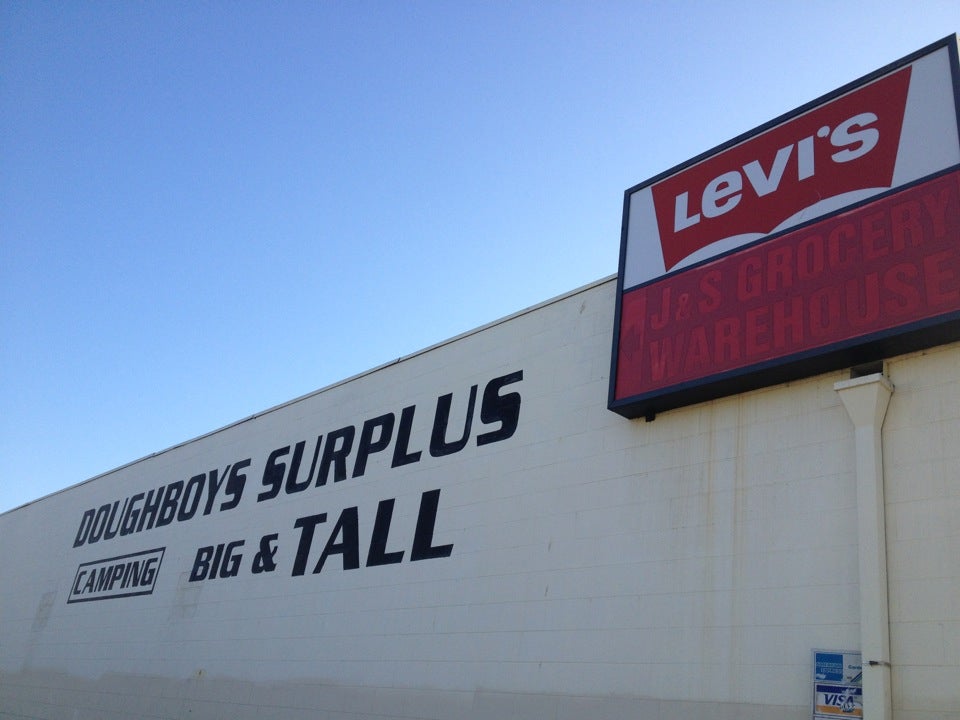 Levi's
J & S GROCERY
WAREHOUSE
DOUGHBOYS SURPLUS
CAMPING BIG & TALL
VISA